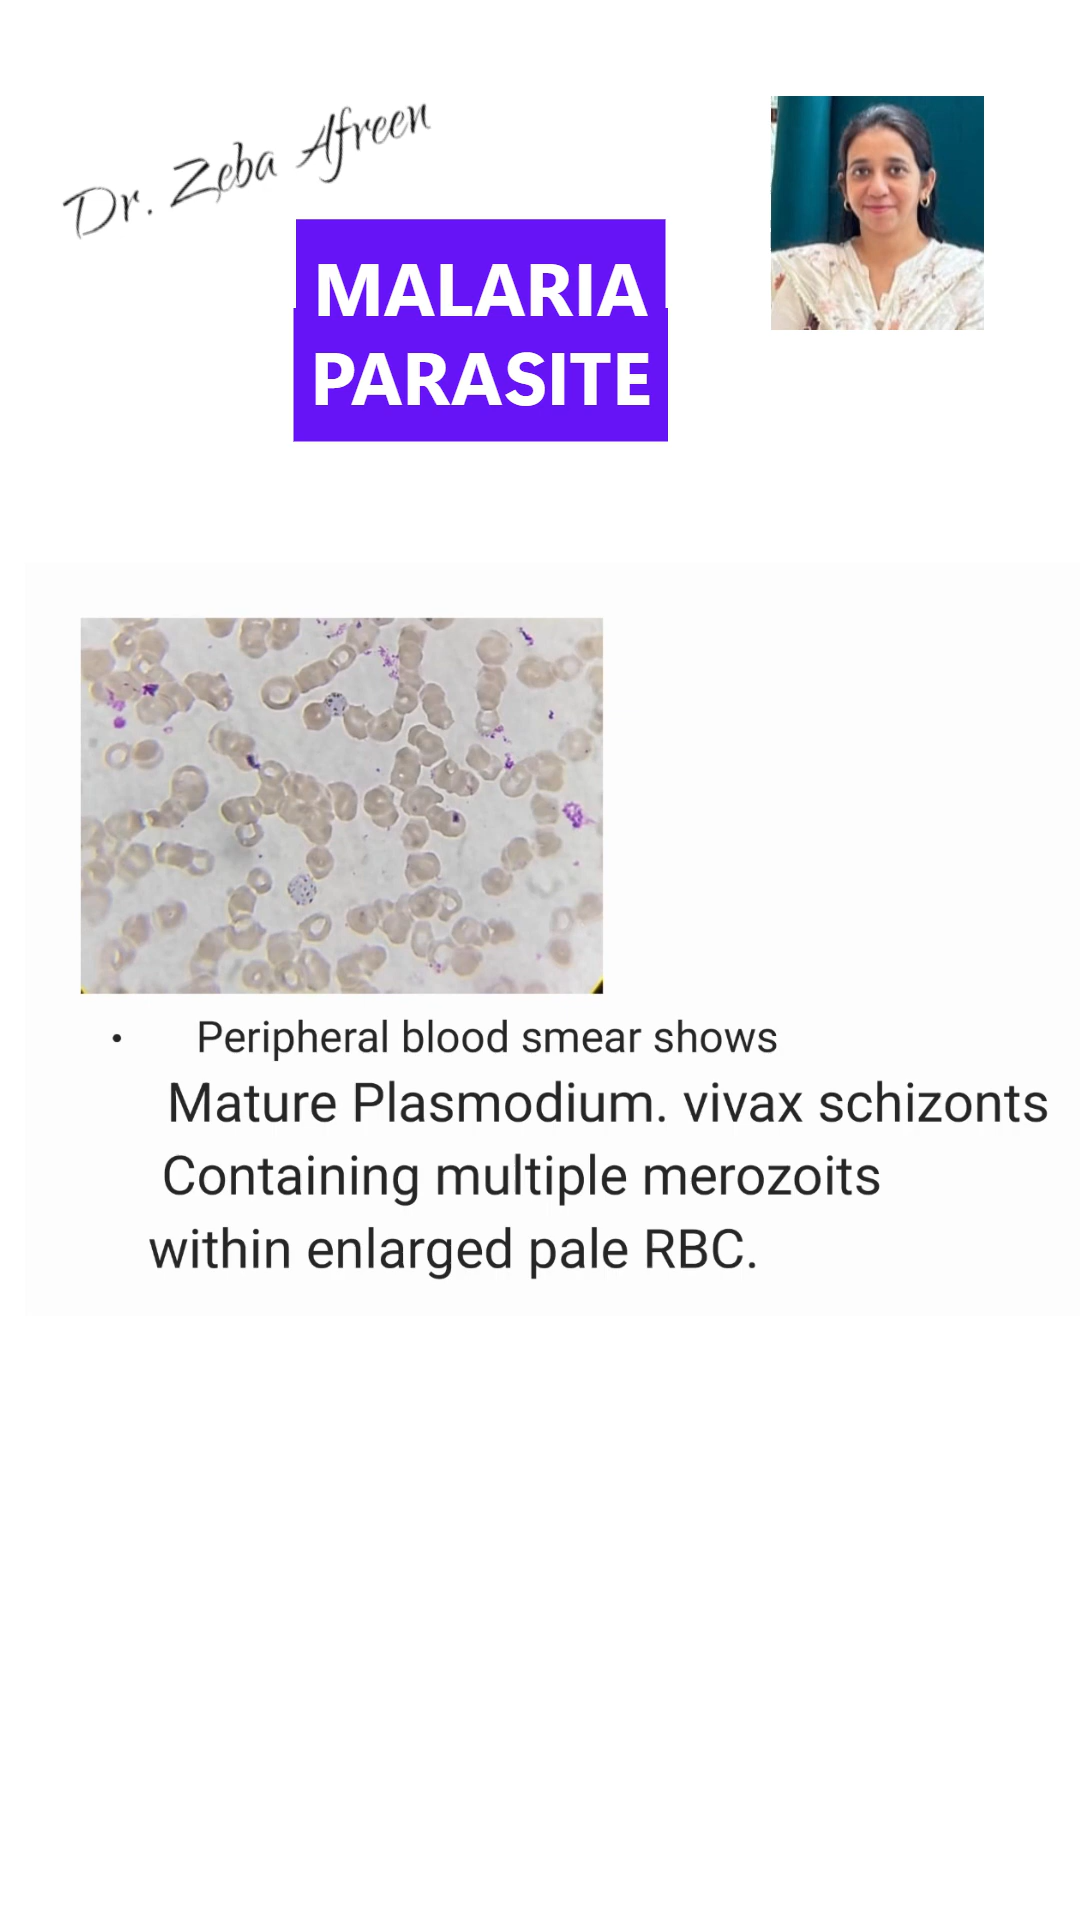 Dr. Zeba Afreen
MALARIA
PARASITE
• Peripheral blood smear shows
Mature Plasmodium. vivax schizonts
Containing multiple merozoits
within enlarged pale RBC.